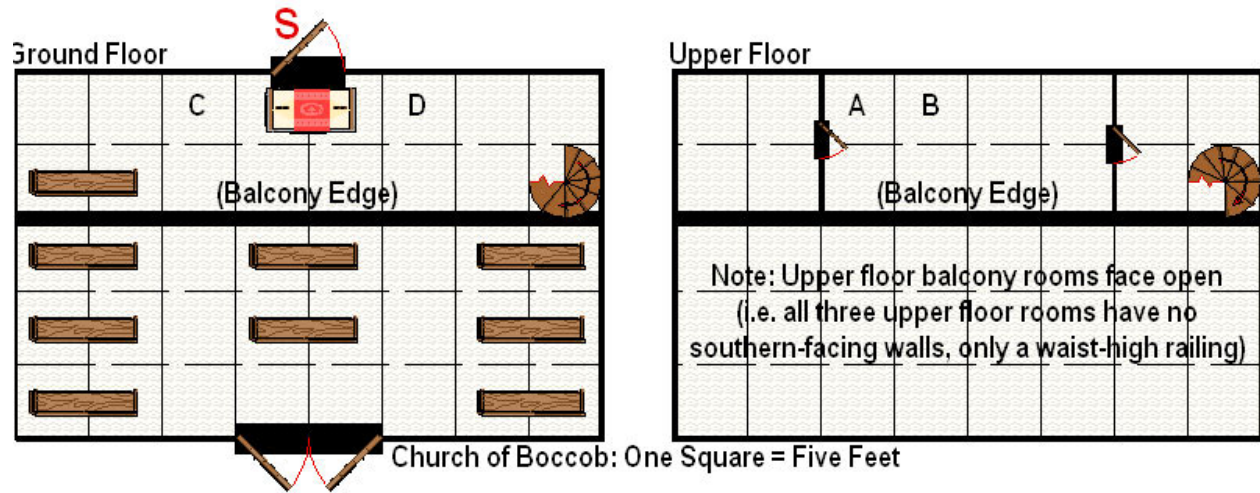 S
Ground Floor
C
D
(Balcony Edge)
Upper Floor
A
B
(Balcony Edge)
Note: Upper floor balcony rooms face open
(i.e. all three upper floor rooms have no
southern-facing walls, only a waist-high railing)
Church of Boccob: One Square = Five Feet